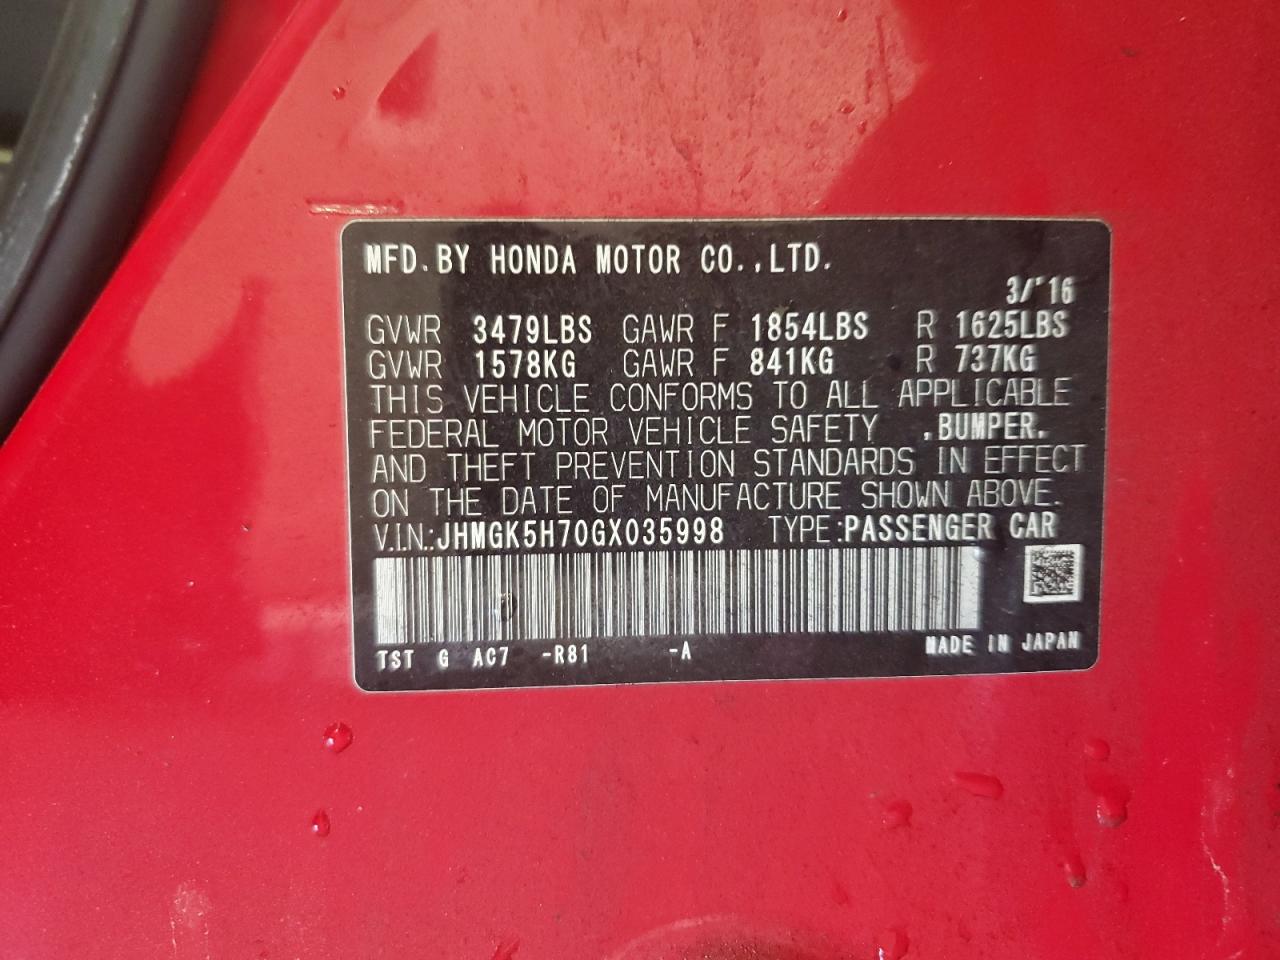 MFD.BY HONDA MOTOR CO.,LTD.
3/'16
GVWR 3479LBS GAWR F 1854LBS R 1625LBS
GVWR 1578KG GAWR F 841KG R 737KG
THIS VEHICLE CONFORMS TO ALL APPLICABLE
FEDERAL MOTOR VEHICLE SAFETY ,BUMPER,
AND THEFT PREVENTION STANDARDS IN EFFECT
ON THE DATE OF MANUFACTURE SHOWN ABOVE.
V.I.N.:JHMGK5H70GX035998 TYPE:PASSENGER CAR
TST G AC7 -R81 -A MADE IN JAPAN